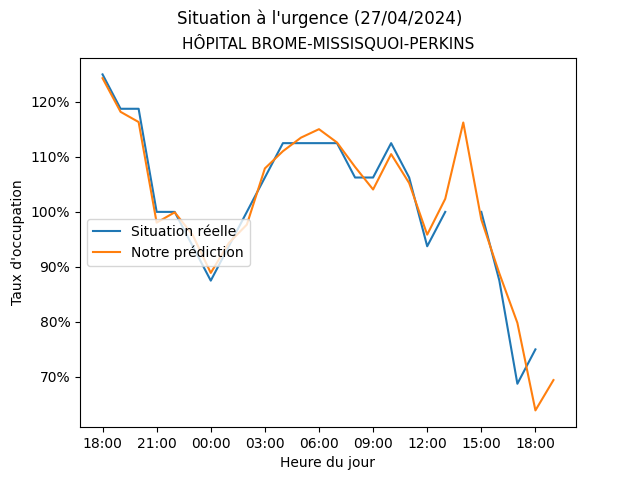 Situation à l'urgence (27/04/2024)
HÔPITAL BROME-MISSISQUOI-PERKINS
120%
110%
100%
90%
80%
70%
Taux d'occupation
Situation réelle
Notre prédiction
18:00 21:00 00:00 03:00 06:00 09:00 12:00 15:00 18:00
Heure du jour